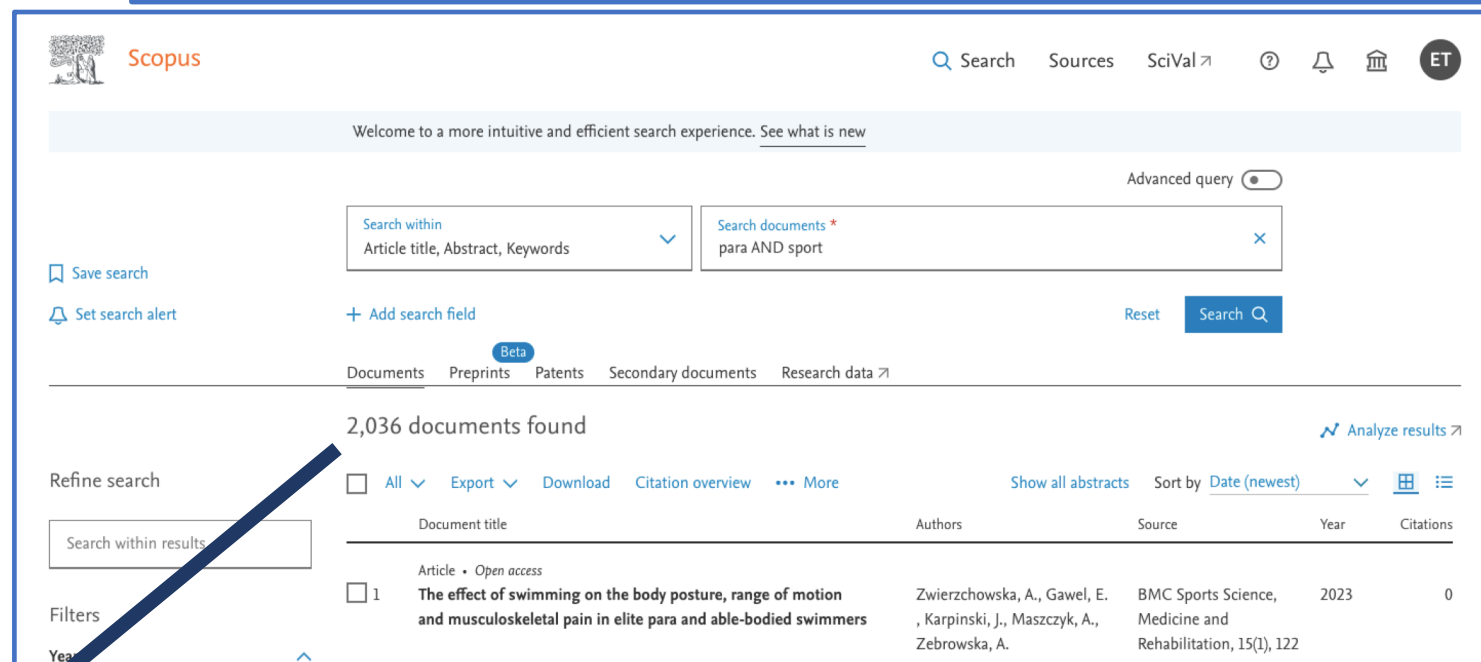 Scopus
Search Sources SciVal ET
Welcome to a more intuitive and efficient search experience. See what is new
Advanced query
Search within
Article title, Abstract, Keywords
Search documents *
para AND sport
Save search
Set search alert
+ Add search field
Reset Search
Beta
Documents Preprints Patents Secondary documents Research data
2,036 documents found
Analyze results
Refine search
All Export Download Citation overview ••• More
Show all abstracts Sort by Date (newest)
Document title Authors Source Year Citations
Search within results
Article • Open access
1 The effect of swimming on the body posture, range of motion
and musculoskeletal pain in elite para and able-bodied swimmers
Zwierzchowska, A., Gawel, E.
, Karpinski, J., Maszczyk, A.,
Zebrowska, A.
BMC Sports Science,
Medicine and
Rehabilitation, 15(1), 122
2023 0
Filters
Year